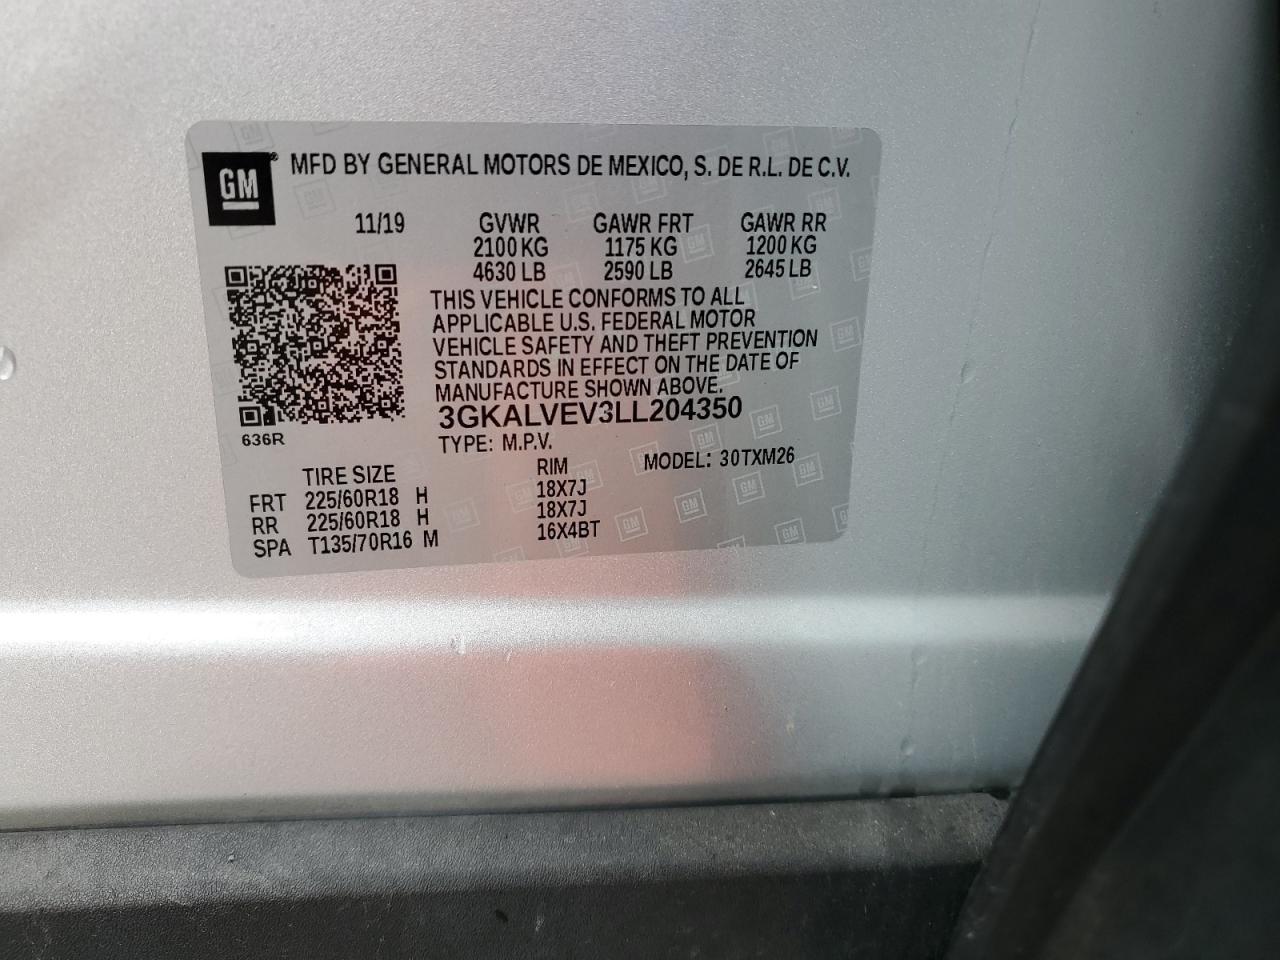 GM® MFD BY GENERAL MOTORS DE MEXICO, S. DE R.L. DE C.V.
11/19 GVWR GAWR FRT GAWR RR
2100 KG 1175 KG 1200 KG
4630 LB 2590 LB 2645 LB
THIS VEHICLE CONFORMS TO ALL
APPLICABLE U.S. FEDERAL MOTOR
VEHICLE SAFETY AND THEFT PREVENTION
STANDARDS IN EFFECT ON THE DATE OF
MANUFACTURE SHOWN ABOVE.
3GKALVEV3LL204350
636R
TYPE: M.P.V.
TIRE SIZE RIM MODEL: 30TXM26
FRT 225/60R18 H 18X7J
RR 225/60R18 H 18X7J
SPA T135/70R16 M 16X4BT